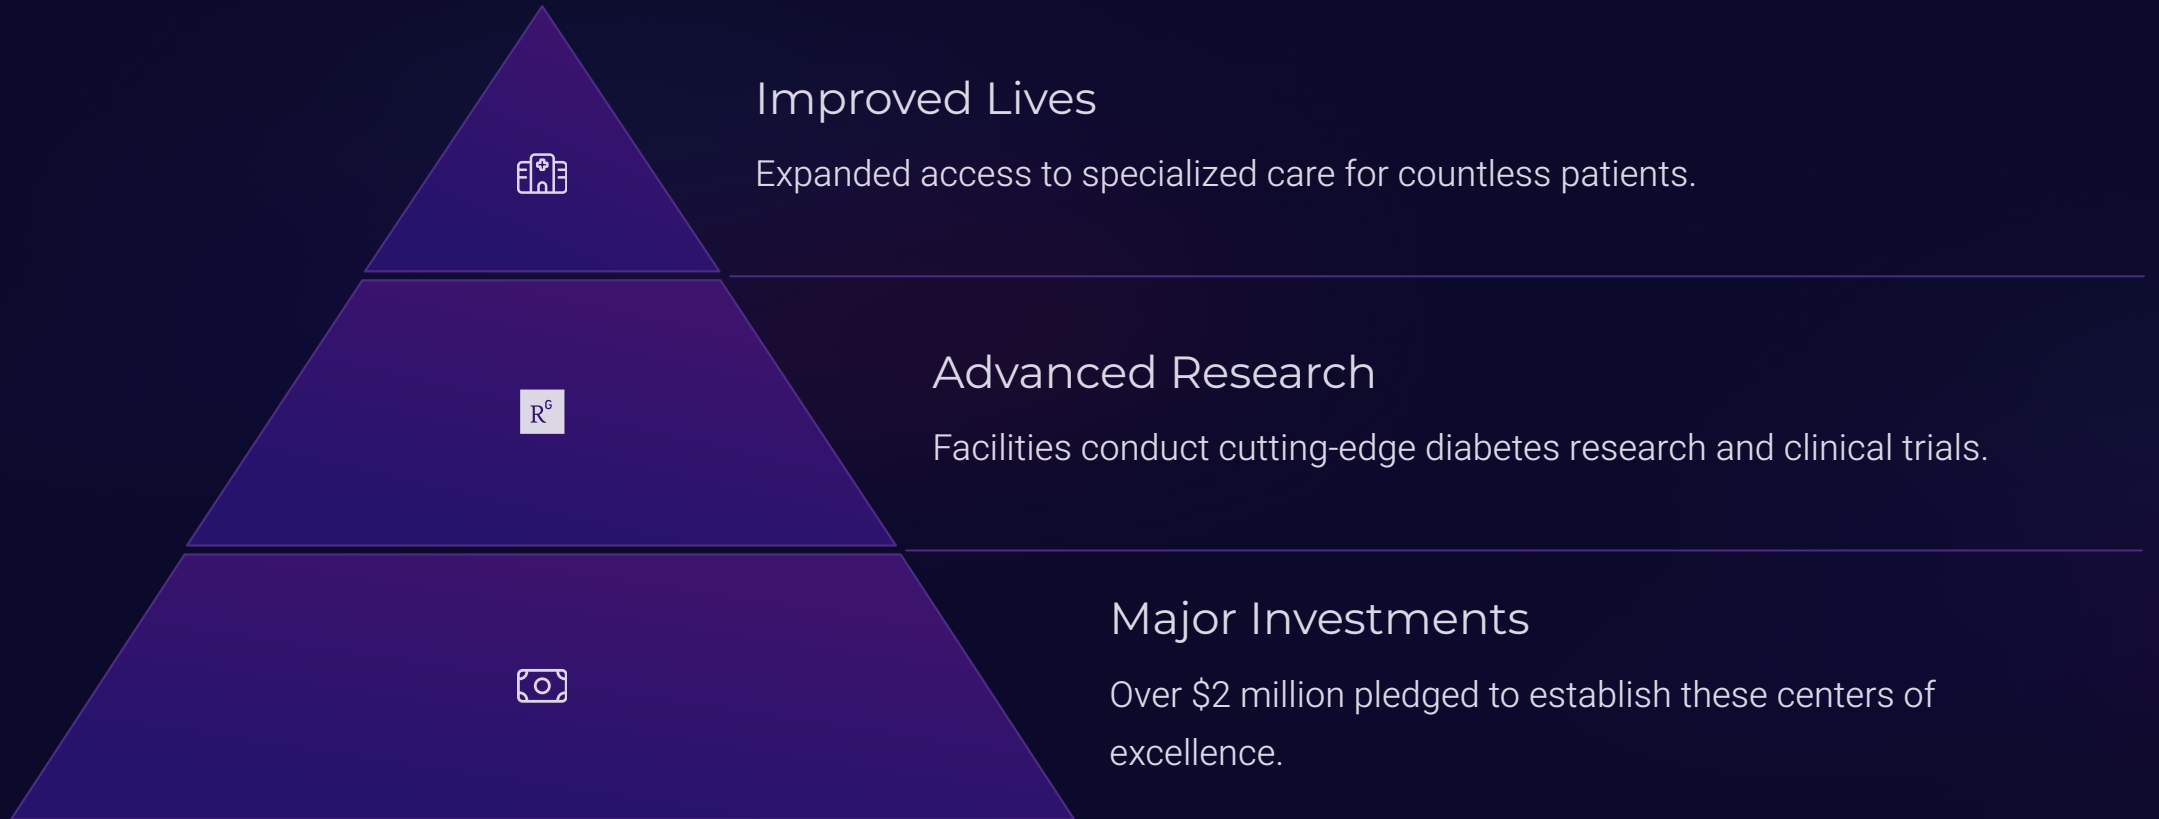 Improved Lives
Expanded access to specialized care for countless patients.
RG
Advanced Research
Facilities conduct cutting-edge diabetes research and clinical trials.
Major Investments
Over $2 million pledged to establish these centers of
excellence.